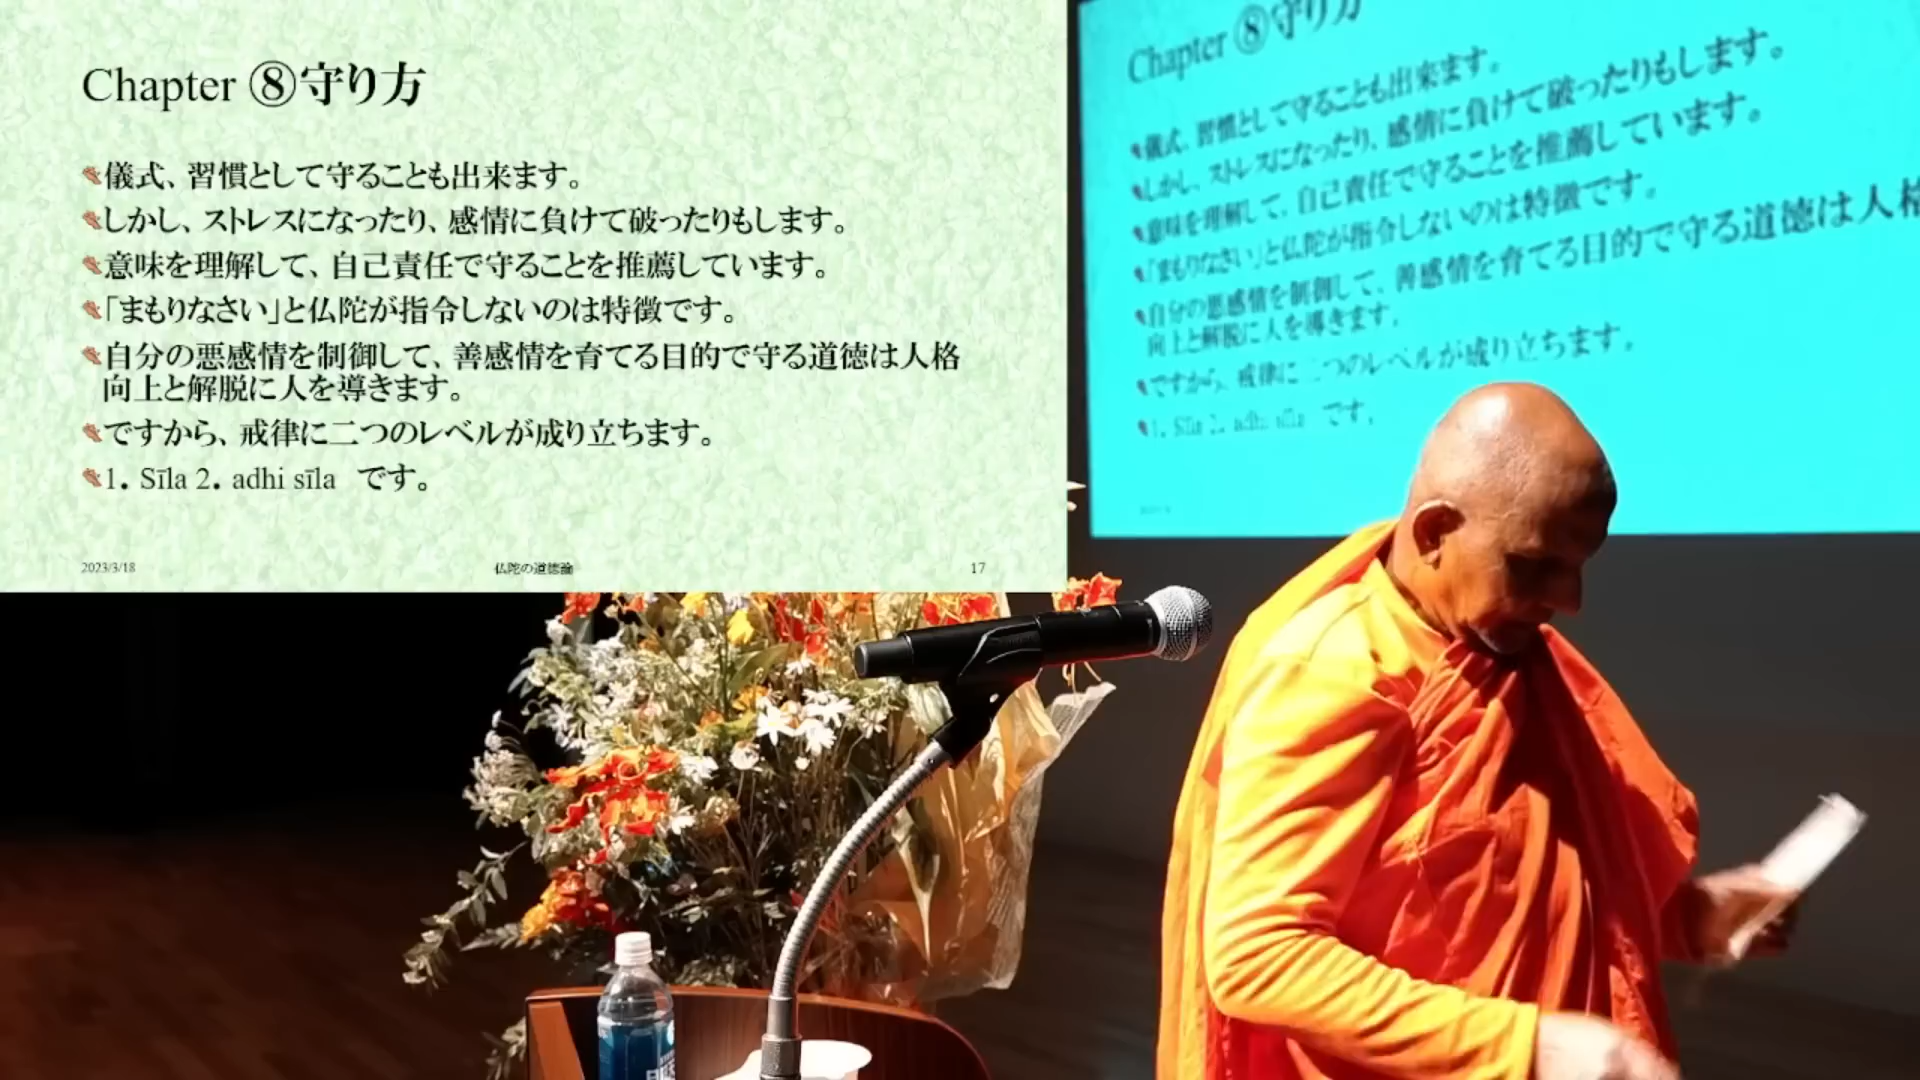 Chapter ⑧守り方
儀式、習慣として守ることも出来ます。
しかし、ストレスになったり、感情に負けて破ったりもします。
意味を理解して、自己責任で守ることを推薦しています。
「まもりなさい」と仏陀が指令しないのは特徴です。
自分の悪感情を制御して、善感情を育てる目的で守る道徳は人格
向上と解脱に人を導きます。
ですから、戒律に二つのレベルが成り立ちます。
1. Sīla 2. adhi sīla です。
2023/3/18
仏陀の道徳論
17
Chapter ⑧守り方
儀式、習慣として守ることも出来ます。
しかし、ストレスになったり、感情に負けて破ったりもします。
意味を理解して、自己責任で守ることを推薦しています。
「まもりなさい」と仏陀が指令しないのは特徴です。
自分の悪感情を制御して、善感情を育てる目的で守る道徳は人格
向上と解脱に人を導きます。
ですから、戒律に二つのレベルが成り立ちます。
1. Sīla 2. adhi sīla です。